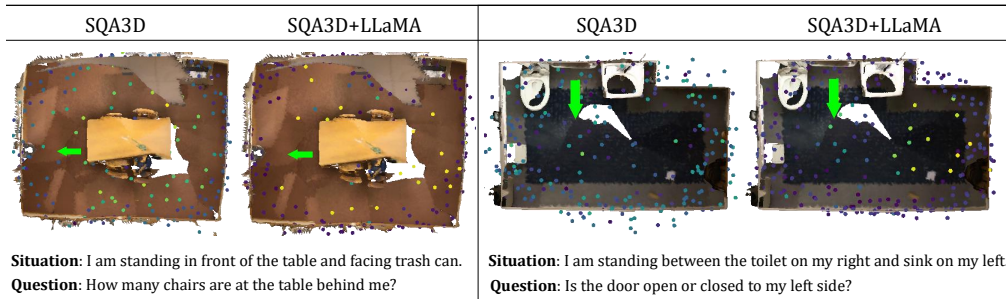 SQA3D SQA3D+LLaMA SQA3D SQA3D+LLaMA
Situation: I am standing in front of the table and facing trash can.
Question: How many chairs are at the table behind me?
Situation: I am standing between the toilet on my right and sink on my left.
Question: Is the door open or closed to my left side?